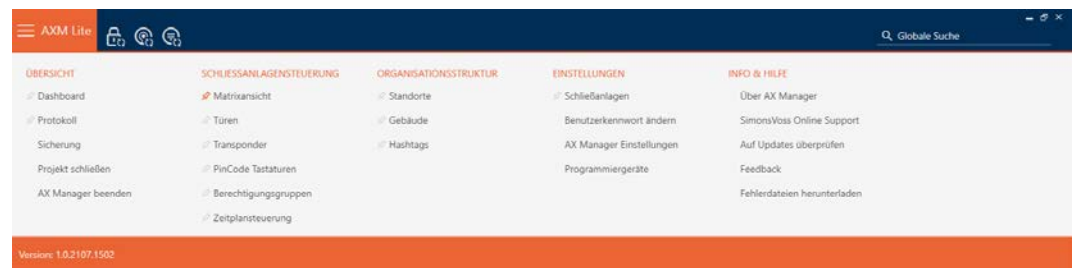 AXM Lite
Globale Suche
ÜBERSICHT
Dashboard
Protokoll
Sicherung
Projekt schließen
AX Manager beenden
SCHLIESSANLAGENSTEUERUNG
Matrixansicht
Türen
Transponder
PinCode Tastaturen
Berechtigungsgruppen
Zeitplansteuerung
ORGANISATIONSSTRUKTUR
Standorte
Gebäude
Hashtags
EINSTELLUNGEN
Schließanlagen
Benutzerkennwort ändern
AX Manager Einstellungen
Programmiergeräte
INFO & HILFE
Über AX Manager
SimonsVoss Online Support
Auf Updates überprüfen
Feedback
Fehlerdateien herunterladen
Version: 1.0.2107.1502